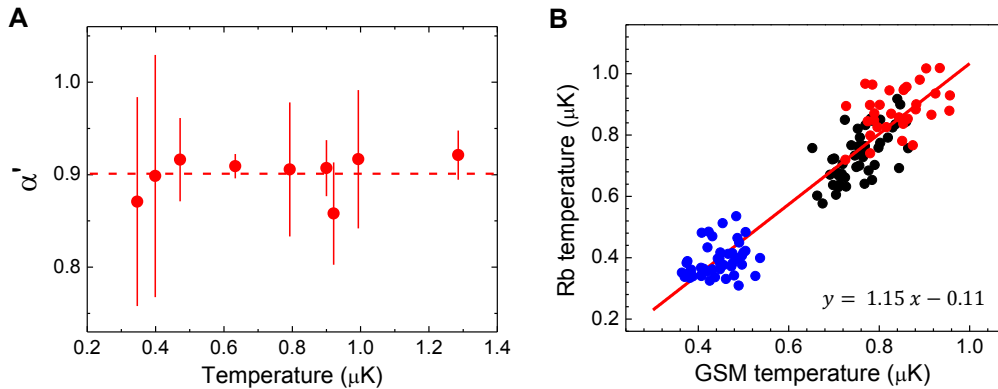 A
1.0
0.9
0.8
α'
0.2 0.4 0.6 0.8 1.0 1.2 1.4
Temperature (μK)
B
1.0
0.8
0.6
0.4
0.2
Rb temperature (μK)
y = 1.15 x − 0.11
0.4 0.6 0.8 1.0
GSM temperature (μK)